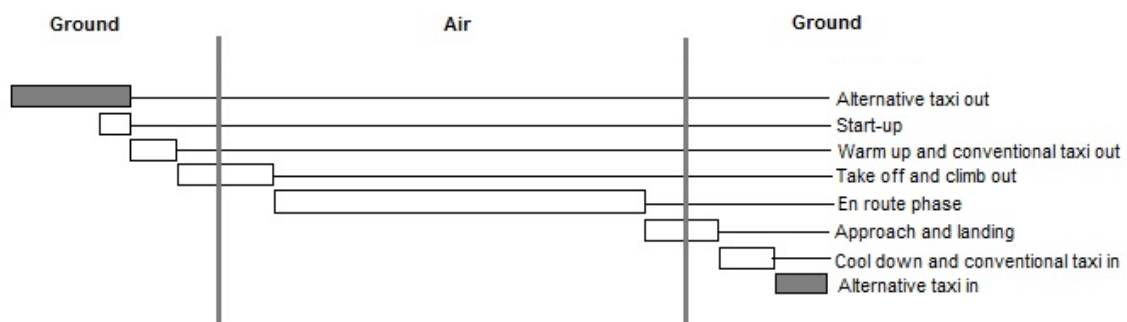 Ground
Air
Ground
Alternative taxi out
Start-up
Warm up and conventional taxi out
Take off and climb out
En route phase
Approach and landing
Cool down and conventional taxi in
Alternative taxi in